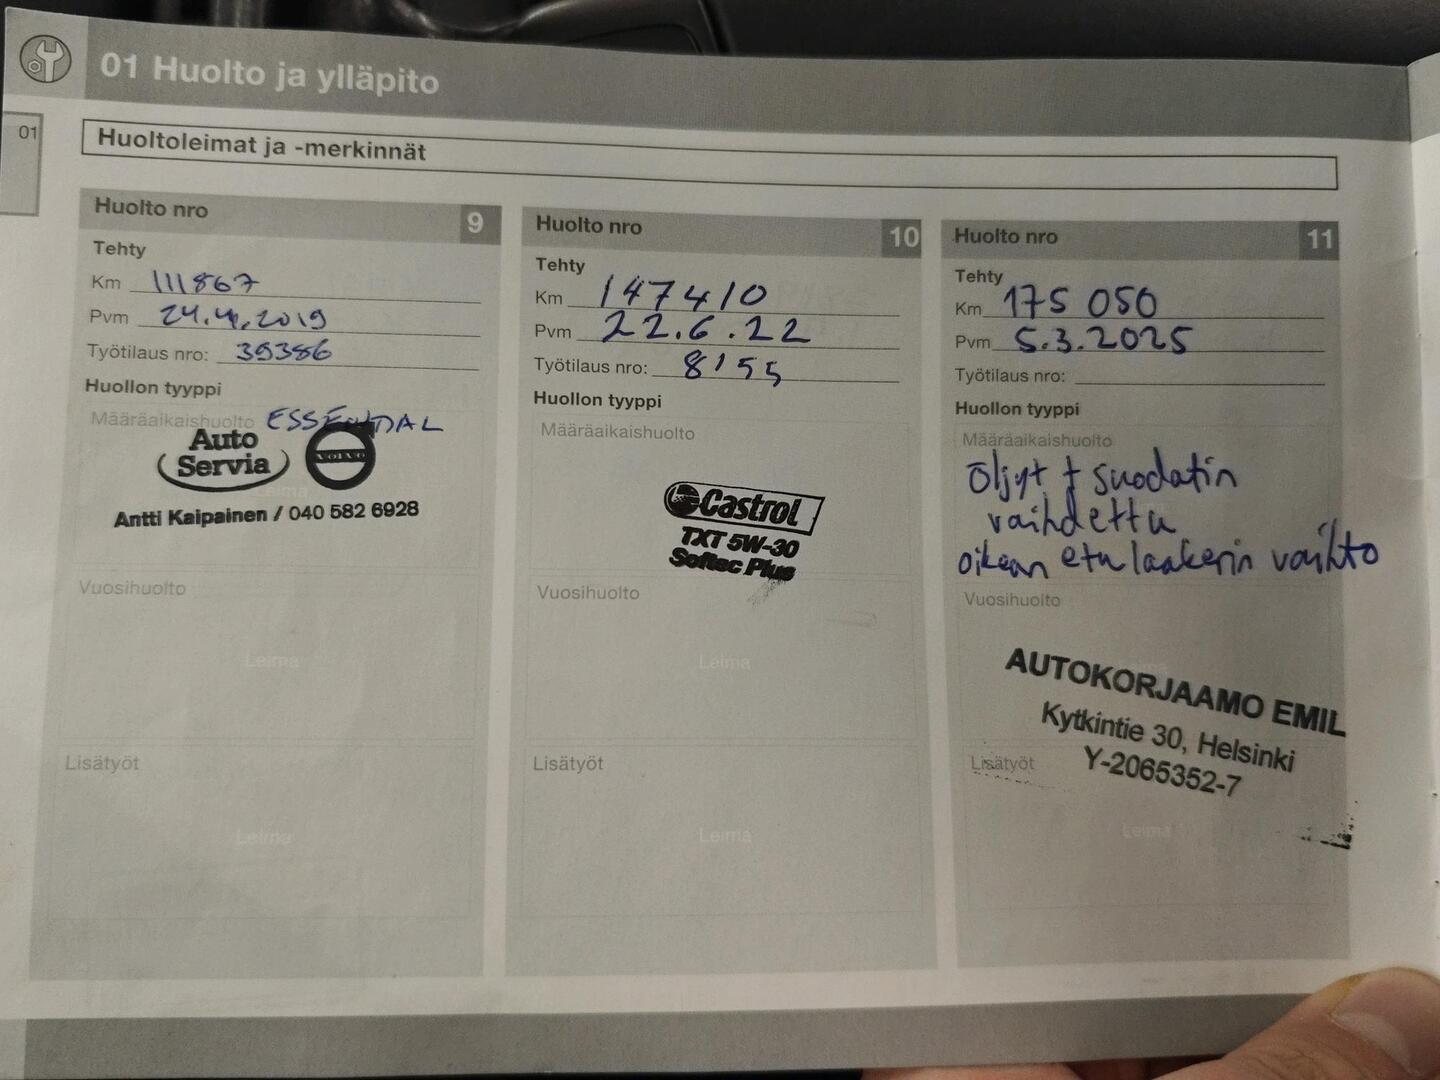 01 Huolto ja ylläpito
01
Huoltoleimat ja -merkinnät
Huolto nro 9
Tehty
Km 111867
Pvm 24.4.2019
Työtilaus nro: 39386
Huollon tyyppi
Määräaikaishuolto ESSENTIAL
Auto
Servia
VOLVO
Leima
Antti Kaipainen / 040 582 6928
Vuosihuolto
Leima
Lisätyöt
Leima
Huolto nro 10
Tehty
Km 147410
Pvm 22.6.22
Työtilaus nro: 8155
Huollon tyyppi
Määräaikaishuolto
Castrol
TXT 5W-30
Softec Plus
Vuosihuolto
Leima
Lisätyöt
Leima
Huolto nro 11
Tehty
Km 175 050
Pvm 5.3.2025
Työtilaus nro:
Huollon tyyppi
Määräaikaishuolto
öljyt + suodatin
vaihdettu
oikean etulaakerin vaihto
Vuosihuolto
AUTOKORJAAMO EMIL
Kytkintie 30, Helsinki
Y-2065352-7
Lisätyöt
Leima